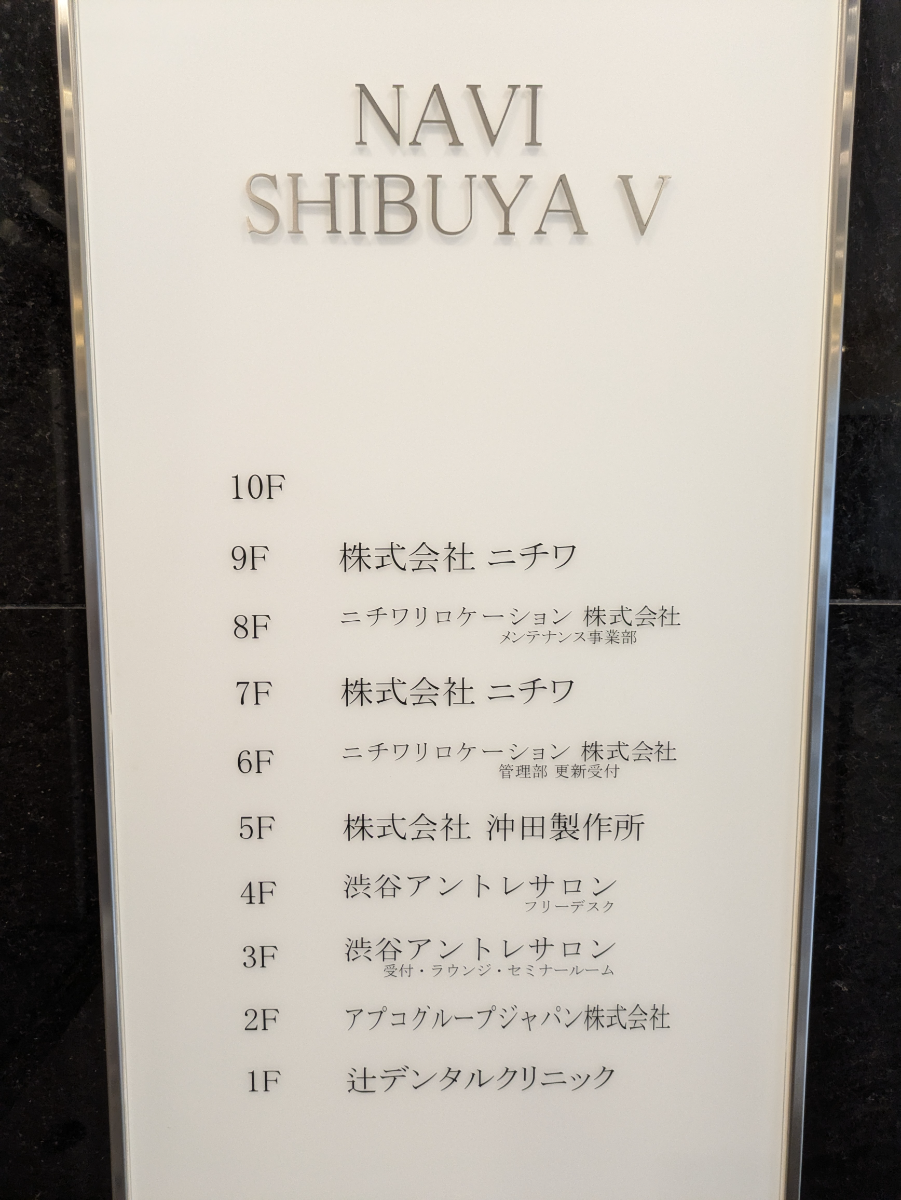 NAVI
SHIBUYA V
10F
9F 株式会社 ニチワ
8F ニチワリロケーション 株式会社
メンテナンス事業部
7F 株式会社 ニチワ
6F ニチワリロケーション 株式会社
管理部 更新受付
5F 株式会社 沖田製作所
4F 渋谷アントレサロン
フリーデスク
3F 渋谷アントレサロン
受付・ラウンジ・セミナールーム
2F アプコグループジャパン株式会社
1F 辻デンタルクリニック